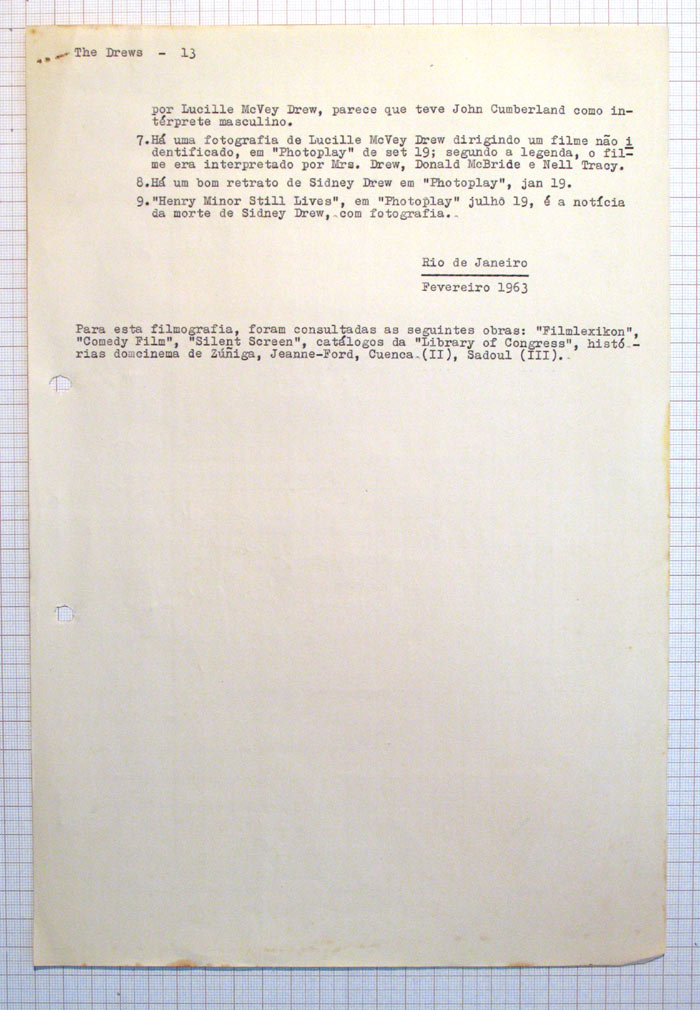 The Drews - 13
por Lucille McVey Drew, parece que teve John Cumberland como in-
térprete masculino.
7.Há uma fotografia de Lucille McVey Drew dirigindo um filme não i
dentificado, em "Photoplay" de set 19; segundo a legenda, o fil-
me era interpretado por Mrs. Drew, Donald McBride e Nell Tracy.
8.Há um bom retrato de Sidney Drew em "Photoplay", jan 19.
9."Henry Minor Still Lives", em "Photoplay" julho 19, é a notícia
da morte de Sidney Drew, com fotografia.
Rio de Janeiro
Fevereiro 1963
Para esta filmografia, foram consultadas as seguintes obras: "Filmlexikon",
"Comedy Film", "Silent Screen", catálogos da "Library of Congress", histó-
rias domcinema de Zúñiga, Jeanne-Ford, Cuenca (II), Sadoul (III).